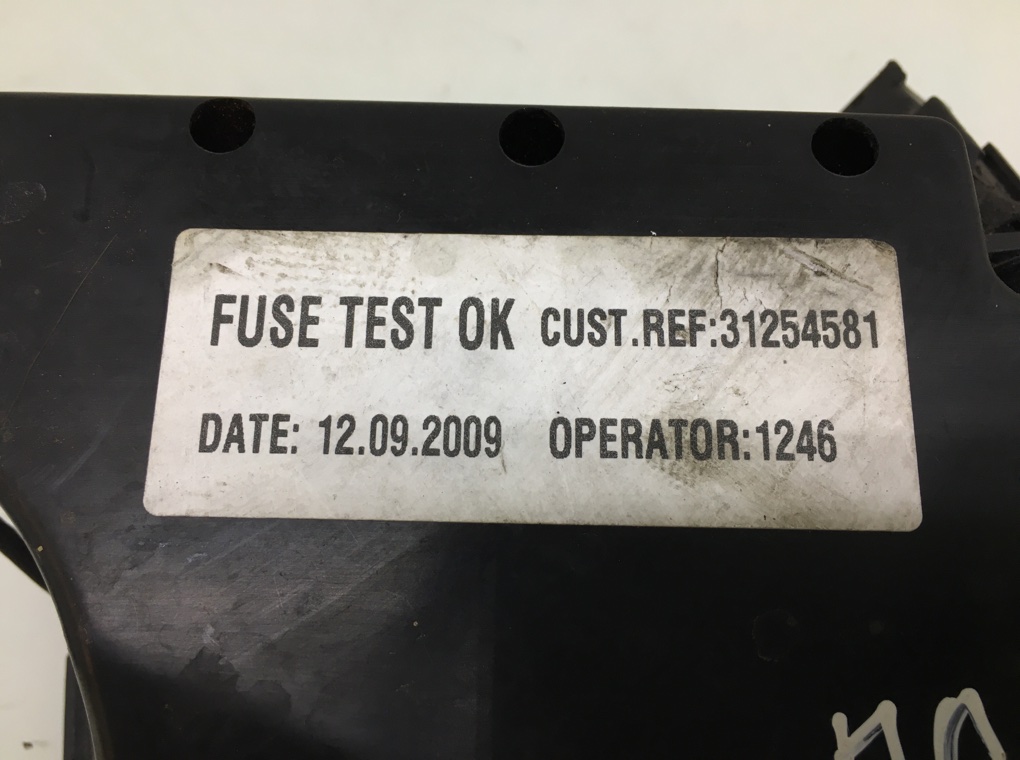 FUSE TEST OK CUST.REF:31254581
DATE: 12.09.2009 OPERATOR:1246